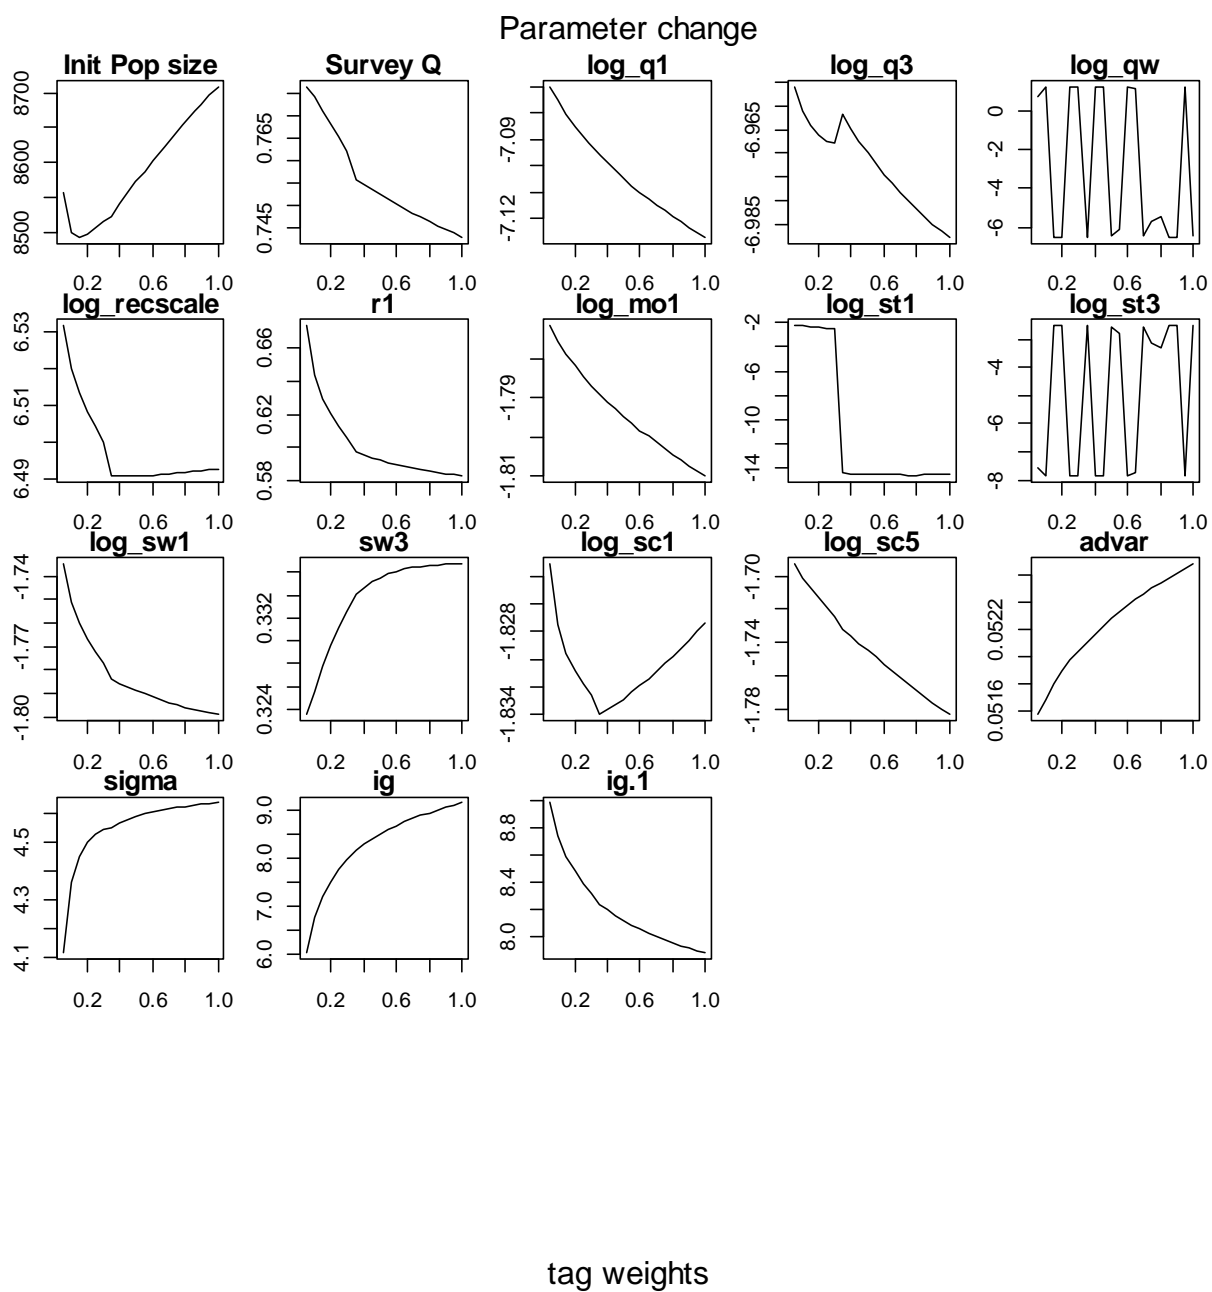 Parameter change
Init Pop size Survey Q log_q1 log_q3 log_qw
8500 8600 8700
0.745 0.765
-7.12 -7.09
-6.985 -6.965
-6 -4 -2 0
0.2 0.6 1.0 0.2 0.6 1.0 0.2 0.6 1.0 0.2 0.6 1.0 0.2 0.6 1.0
log_recscale r1 log_mo1 log_st1 log_st3
6.49 6.51 6.53
0.58 0.62 0.66
-1.81 -1.79
-14 -10 -6 -2
-8 -6 -4
0.2 0.6 1.0 0.2 0.6 1.0 0.2 0.6 1.0 0.2 0.6 1.0 0.2 0.6 1.0
log_sw1 sw3 log_sc1 log_sc5 advar
-1.80 -1.77 -1.74
0.324 0.332
-1.834 -1.828
-1.78 -1.74 -1.70
0.0516 0.0522
0.2 0.6 1.0 0.2 0.6 1.0 0.2 0.6 1.0 0.2 0.6 1.0 0.2 0.6 1.0
sigma ig ig.1
4.1 4.3 4.5
6.0 7.0 8.0 9.0
8.0 8.4 8.8
0.2 0.6 1.0 0.2 0.6 1.0 0.2 0.6 1.0
tag weights